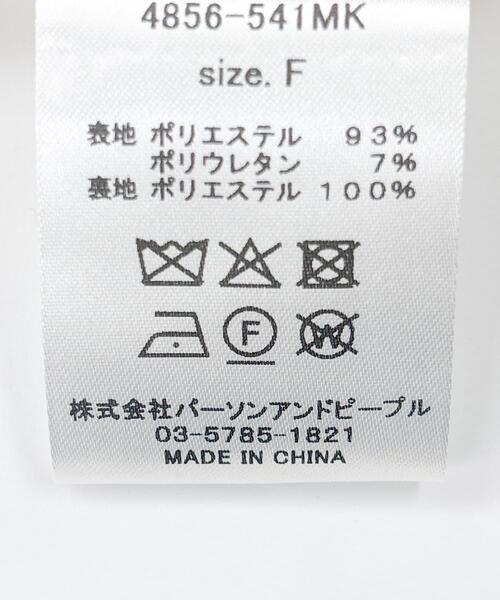 4856-541MK
size. F
表地 ポリエステル 93%
ポリウレタン 7%
裏地 ポリエステル 100%
F W
株式会社パーソンアンドピープル
03-5785-1821
MADE IN CHINA